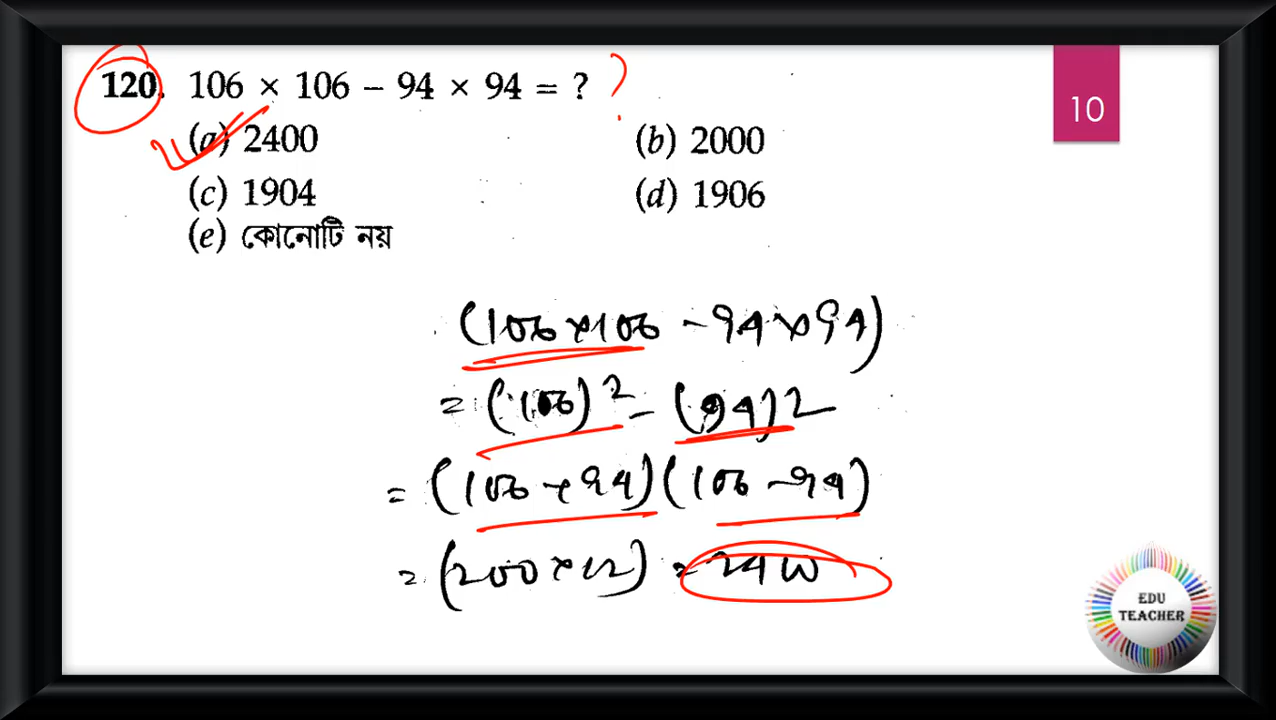 120. 106 × 106 – 94 × 94 = ? ?
10
(a) 2400
(b) 2000
(c) 1904
(d) 1906
(e) কোনোটি নয়
(106×106 - 94×94)
= (106)² - (94)²
= (106+94)(106-94)
= (200×12) = 2400
EDU
TEACHER